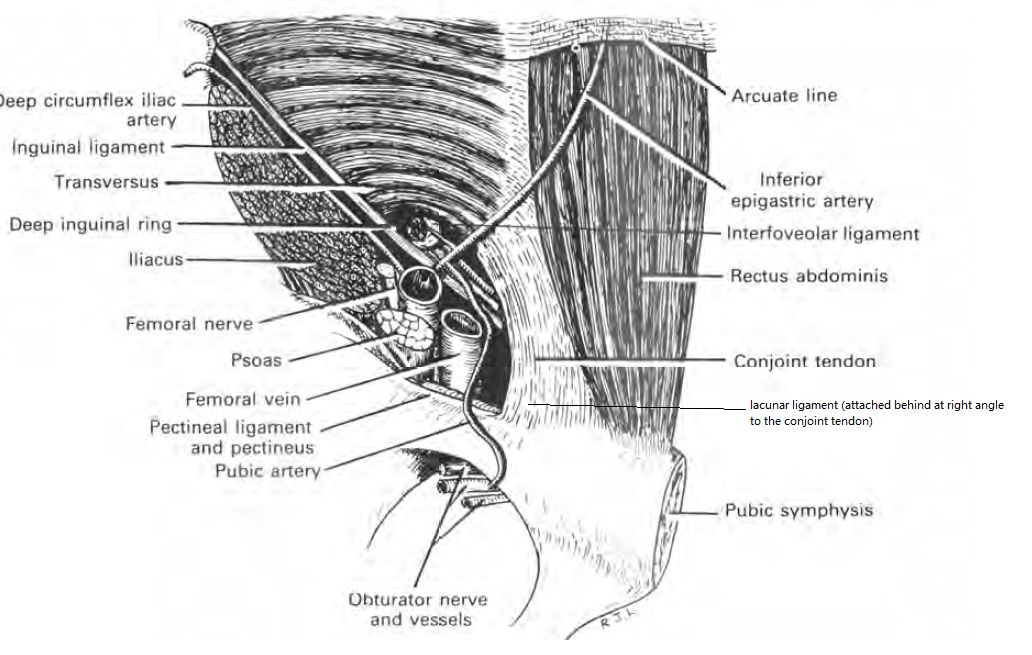 Deep circumflex iliac
artery
Inguinal ligament
Transversus
Deep inguinal ring
Iliacus
Femoral nerve
Psoas
Femoral vein
Pectineal ligament
and pectineus
Pubic artery
Obturator nerve
and vessels
Arcuate line
Inferior
epigastric artery
Interfoveolar ligament
Rectus abdominis
Conjoint tendon
lacunar ligament (attached behind at right angle
to the conjoint tendon)
Pubic symphysis
R.J.L